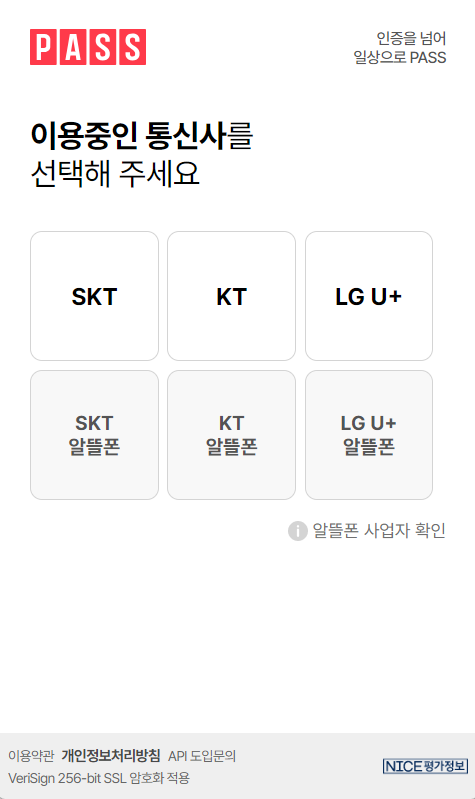 PASS
인증을 넘어
일상으로 PASS
이용중인 통신사를
선택해 주세요
SKT
KT
LG U+
SKT
알뜰폰
KT
알뜰폰
LG U+
알뜰폰
i 알뜰폰 사업자 확인
이용약관 개인정보처리방침 API 도입문의
VeriSign 256-bit SSL 암호화 적용
NICE평가정보